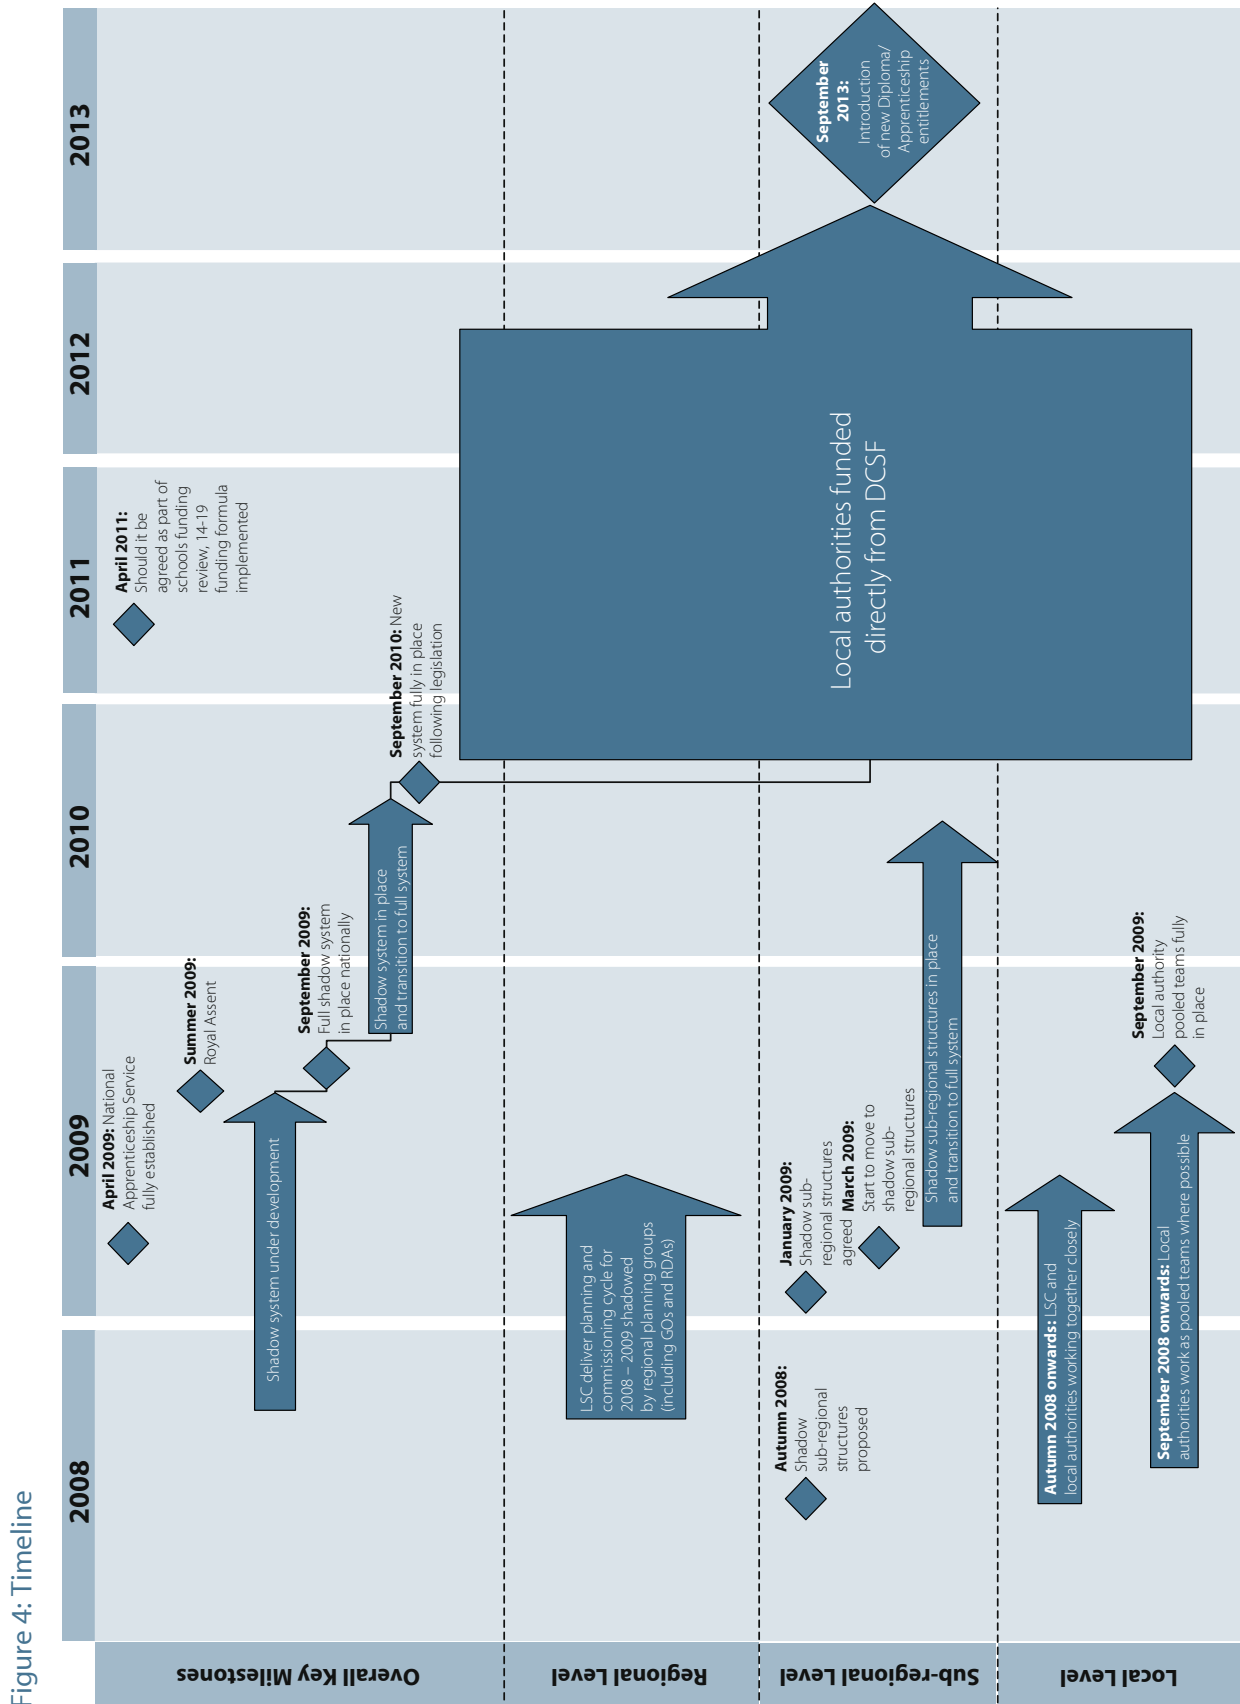 Figure 4: Timeline
2008
2009
2010
2011
2012
2013
Overall Key Milestones
April 2009: National
Apprenticeship Service
fully established
Summer 2009:
Royal Assent
Shadow system under development
September 2009:
Full shadow system
in place nationally
Shadow system in place
and transition to full system
September 2010: New
system fully in place
following legislation
April 2011:
Should it be
agreed as part of
schools funding
review, 14-19
funding formula
implemented
Regional Level
LSC deliver planning and
commissioning cycle for
2008 – 2009 shadowed
by regional planning groups
(including GOs and RDAs)
Sub-regional Level
Autumn 2008:
Shadow
sub-regional
structures
proposed
January 2009:
Shadow sub-
regional structures
agreed
March 2009:
Start to move to
shadow sub-
regional structures
Shadow sub-regional structures in place
and transition to full system
Local authorities funded
directly from DCSF
September
2013:
Introduction
of new Diploma/
Apprenticeship
entitlements
Local Level
Autumn 2008 onwards: LSC and
local authorities working together closely
September 2008 onwards: Local
authorities work as pooled teams where possible
September 2009:
Local authority
pooled teams fully
in place